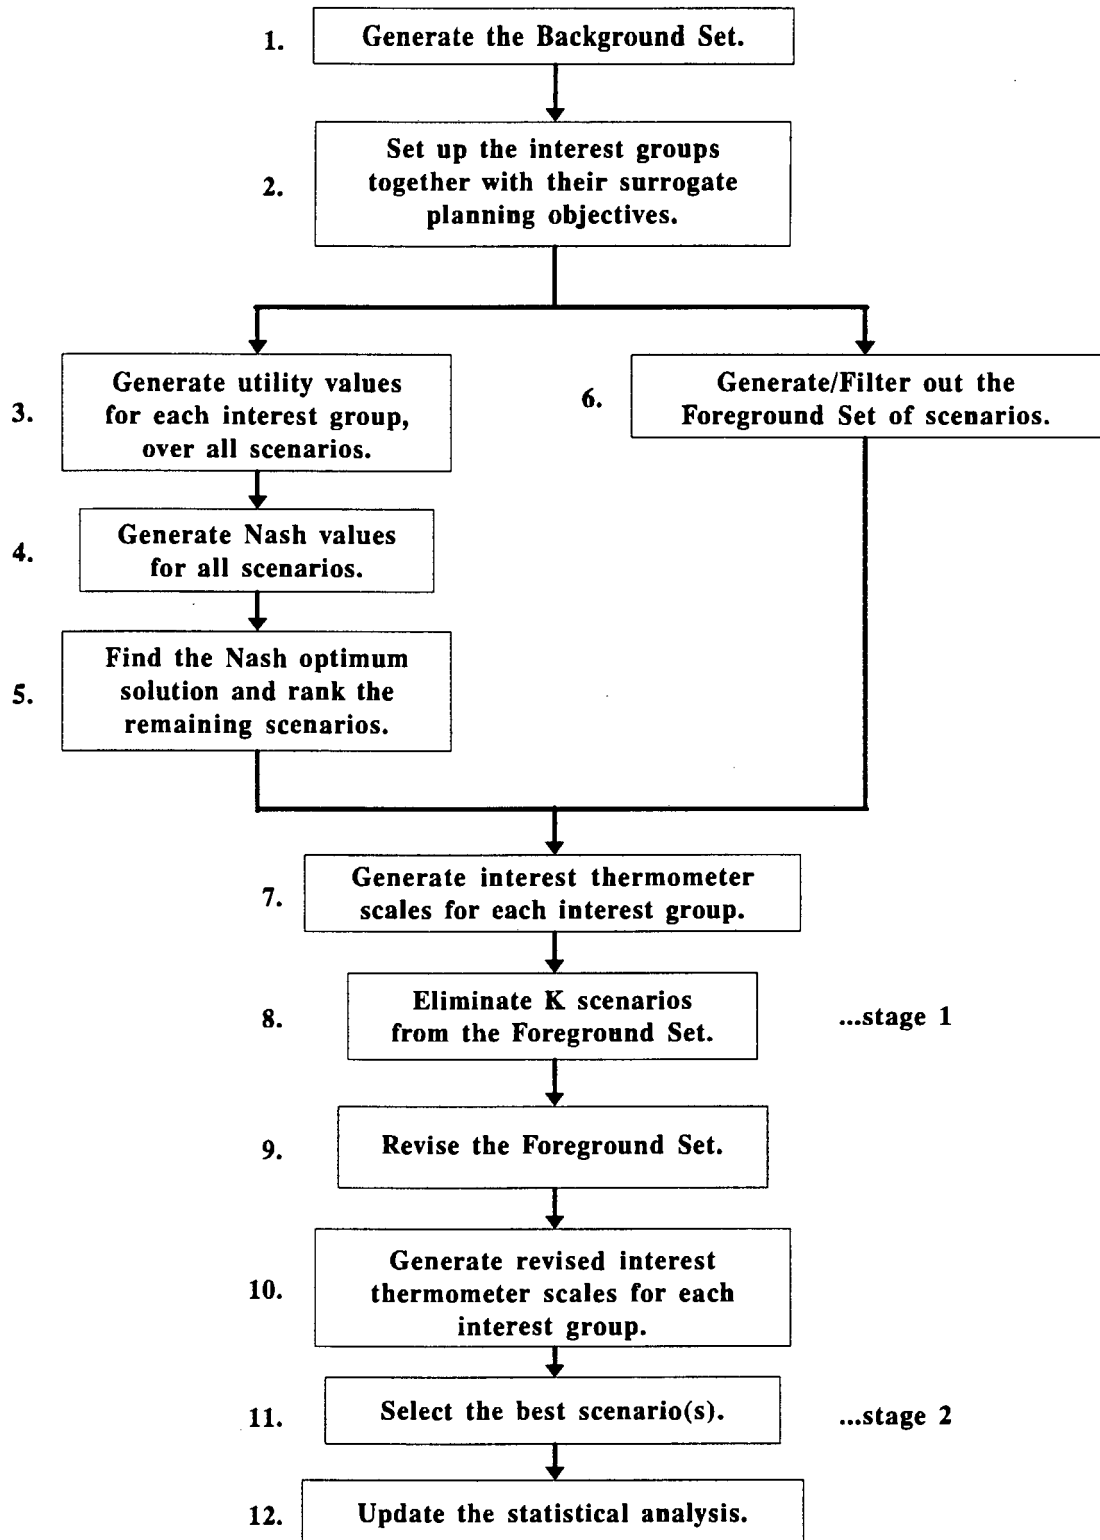 1.
Generate the Background Set.
2.
Set up the interest groups
together with their surrogate
planning objectives.
3.
Generate utility values
for each interest group,
over all scenarios.
6.
Generate/Filter out the
Foreground Set of scenarios.
4.
Generate Nash values
for all scenarios.
5.
Find the Nash optimum
solution and rank the
remaining scenarios.
7.
Generate interest thermometer
scales for each interest group.
8.
Eliminate K scenarios
from the Foreground Set.
...stage 1
9.
Revise the Foreground Set.
10.
Generate revised interest
thermometer scales for each
interest group.
11.
Select the best scenario(s).
...stage 2
12.
Update the statistical analysis.